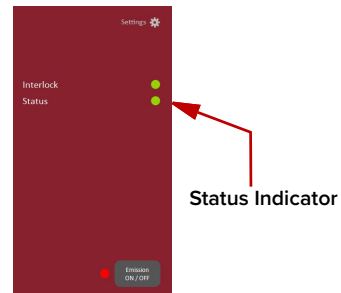 Settings
Interlock
Status
Status Indicator
Emission
ON / OFF